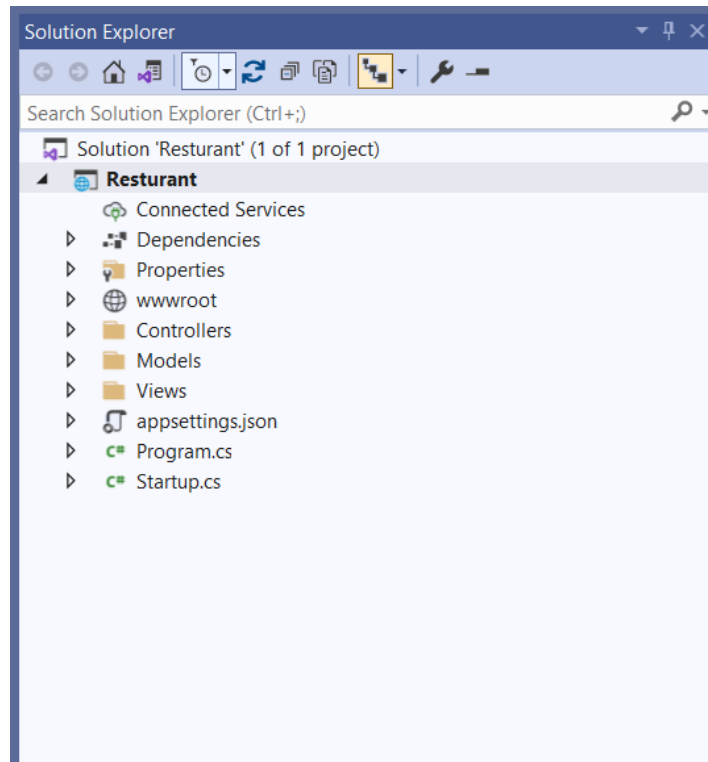 Solution Explorer
Search Solution Explorer (Ctrl+;)
Solution 'Resturant' (1 of 1 project)
Resturant
Connected Services
Dependencies
Properties
wwwroot
Controllers
Models
Views
appsettings.json
C# Program.cs
C# Startup.cs